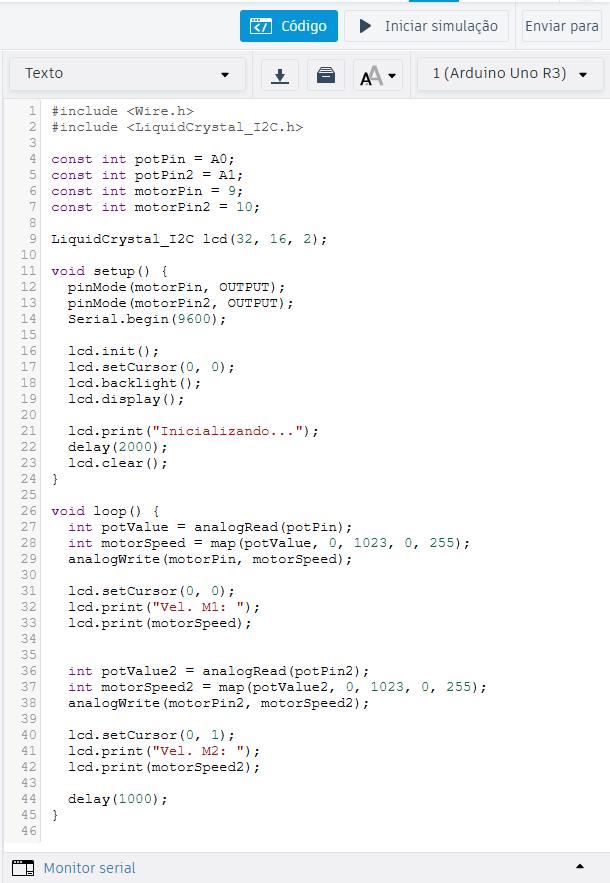 Código
Iniciar simulação
Enviar para
Texto
AA
1 (Arduino Uno R3)
1 #include <Wire.h>
2 #include <LiquidCrystal_I2C.h>
3
4 const int potPin = A0;
5 const int potPin2 = A1;
6 const int motorPin = 9;
7 const int motorPin2 = 10;
8
9 LiquidCrystal_I2C lcd(32, 16, 2);
10
11 void setup() {
12   pinMode(motorPin, OUTPUT);
13   pinMode(motorPin2, OUTPUT);
14   Serial.begin(9600);
15
16   lcd.init();
17   lcd.setCursor(0, 0);
18   lcd.backlight();
19   lcd.display();
20
21   lcd.print("Inicializando...");
22   delay(2000);
23   lcd.clear();
24 }
25
26 void loop() {
27   int potValue = analogRead(potPin);
28   int motorSpeed = map(potValue, 0, 1023, 0, 255);
29   analogWrite(motorPin, motorSpeed);
30
31   lcd.setCursor(0, 0);
32   lcd.print("Vel. M1: ");
33   lcd.print(motorSpeed);
34
35
36   int potValue2 = analogRead(potPin2);
37   int motorSpeed2 = map(potValue2, 0, 1023, 0, 255);
38   analogWrite(motorPin2, motorSpeed2);
39
40   lcd.setCursor(0, 1);
41   lcd.print("Vel. M2: ");
42   lcd.print(motorSpeed2);
43
44   delay(1000);
45 }
46
Monitor serial